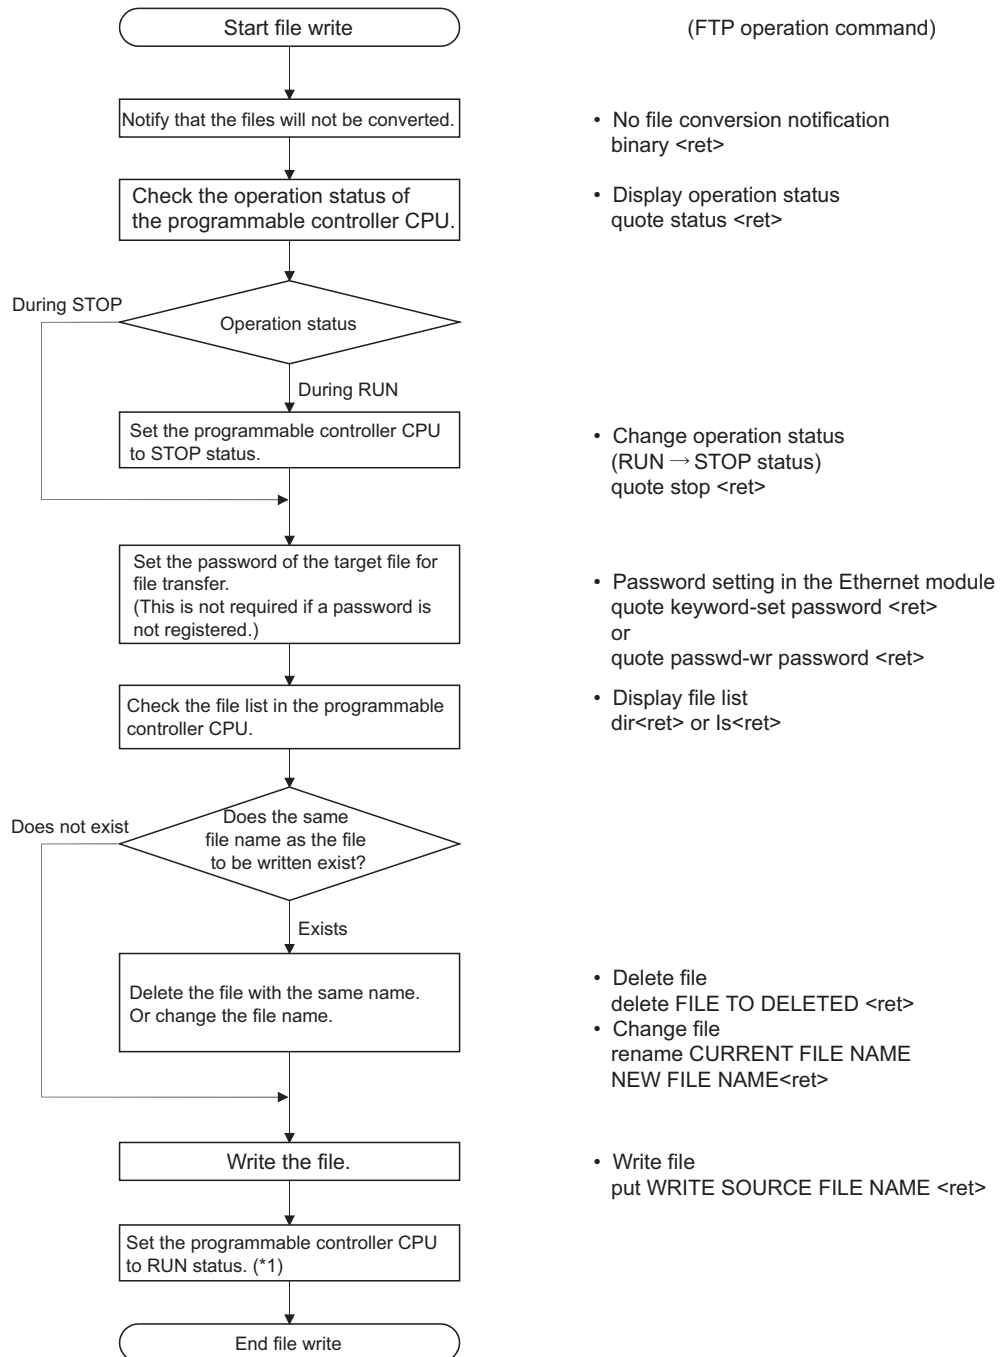 Start file write
(FTP operation command)
Notify that the files will not be converted.
• No file conversion notification
binary <ret>
Check the operation status of
the programmable controller CPU.
• Display operation status
quote status <ret>
During STOP
Operation status
During RUN
Set the programmable controller CPU
to STOP status.
• Change operation status
(RUN → STOP status)
quote stop <ret>
Set the password of the target file for
file transfer.
(This is not required if a password is
not registered.)
• Password setting in the Ethernet module
quote keyword-set password <ret>
or
quote passwd-wr password <ret>
Check the file list in the programmable
controller CPU.
• Display file list
dir<ret> or ls<ret>
Does not exist
Does the same
file name as the file
to be written exist?
Exists
Delete the file with the same name.
Or change the file name.
• Delete file
delete FILE TO DELETED <ret>
• Change file
rename CURRENT FILE NAME
NEW FILE NAME<ret>
Write the file.
• Write file
put WRITE SOURCE FILE NAME <ret>
Set the programmable controller CPU
to RUN status. (*1)
End file write